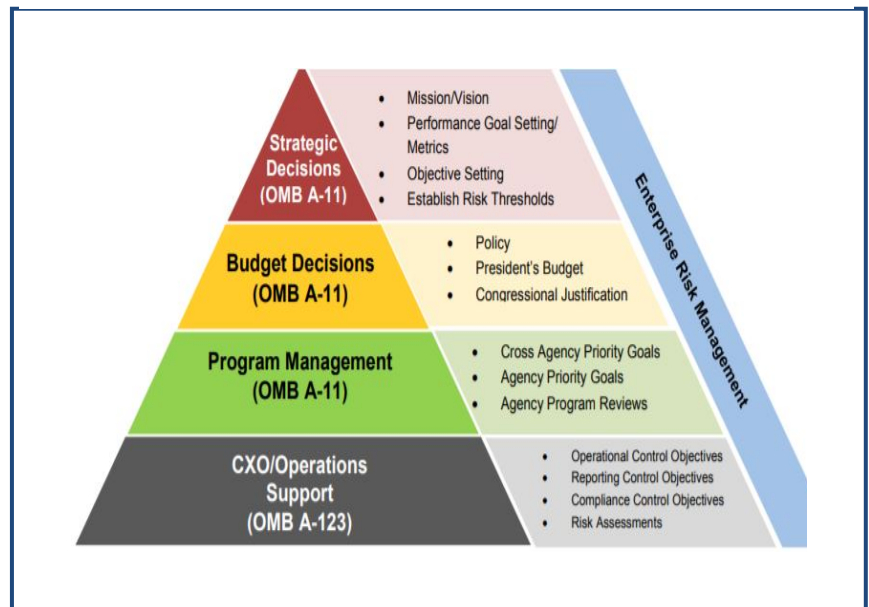 Strategic
Decisions
(OMB A-11)
• Mission/Vision
• Performance Goal Setting/
Metrics
• Objective Setting
• Establish Risk Thresholds
Budget Decisions
(OMB A-11)
• Policy
• President's Budget
• Congressional Justification
Program Management
(OMB A-11)
• Cross Agency Priority Goals
• Agency Priority Goals
• Agency Program Reviews
CXO/Operations
Support
(OMB A-123)
• Operational Control Objectives
• Reporting Control Objectives
• Compliance Control Objectives
• Risk Assessments
Enterprise Risk Management